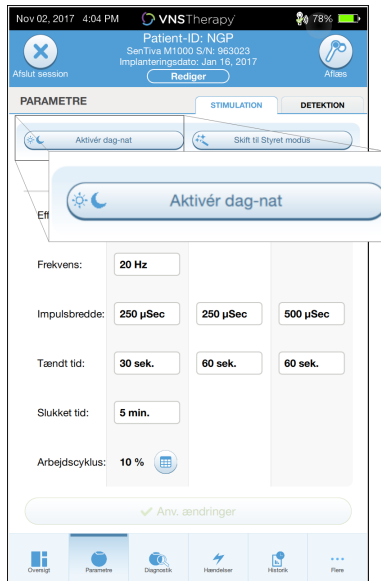 Nov 02, 2017 4:04 PM
VNSTherapy
78%
Patient-ID: NGP
SenTiva M1000 S/N: 963023
Implanteringsdato: Jan 16, 2017
Afslut session
Rediger
Aflæs
PARAMETRE
STIMULATION
DETEKTION
Aktivér dag-nat
Skift til Styret modus
Aktivér dag-nat
Eff
Frekvens:
20 Hz
Impulsbredde:
250 µSec
250 µSec
500 µSec
Tændt tid:
30 sek.
60 sek.
60 sek.
Slukket tid:
5 min.
Arbejdscyklus:
10 %
Anv. ændringer
Oversigt
Parametre
Diagnostik
Hændelser
Historik
Flere